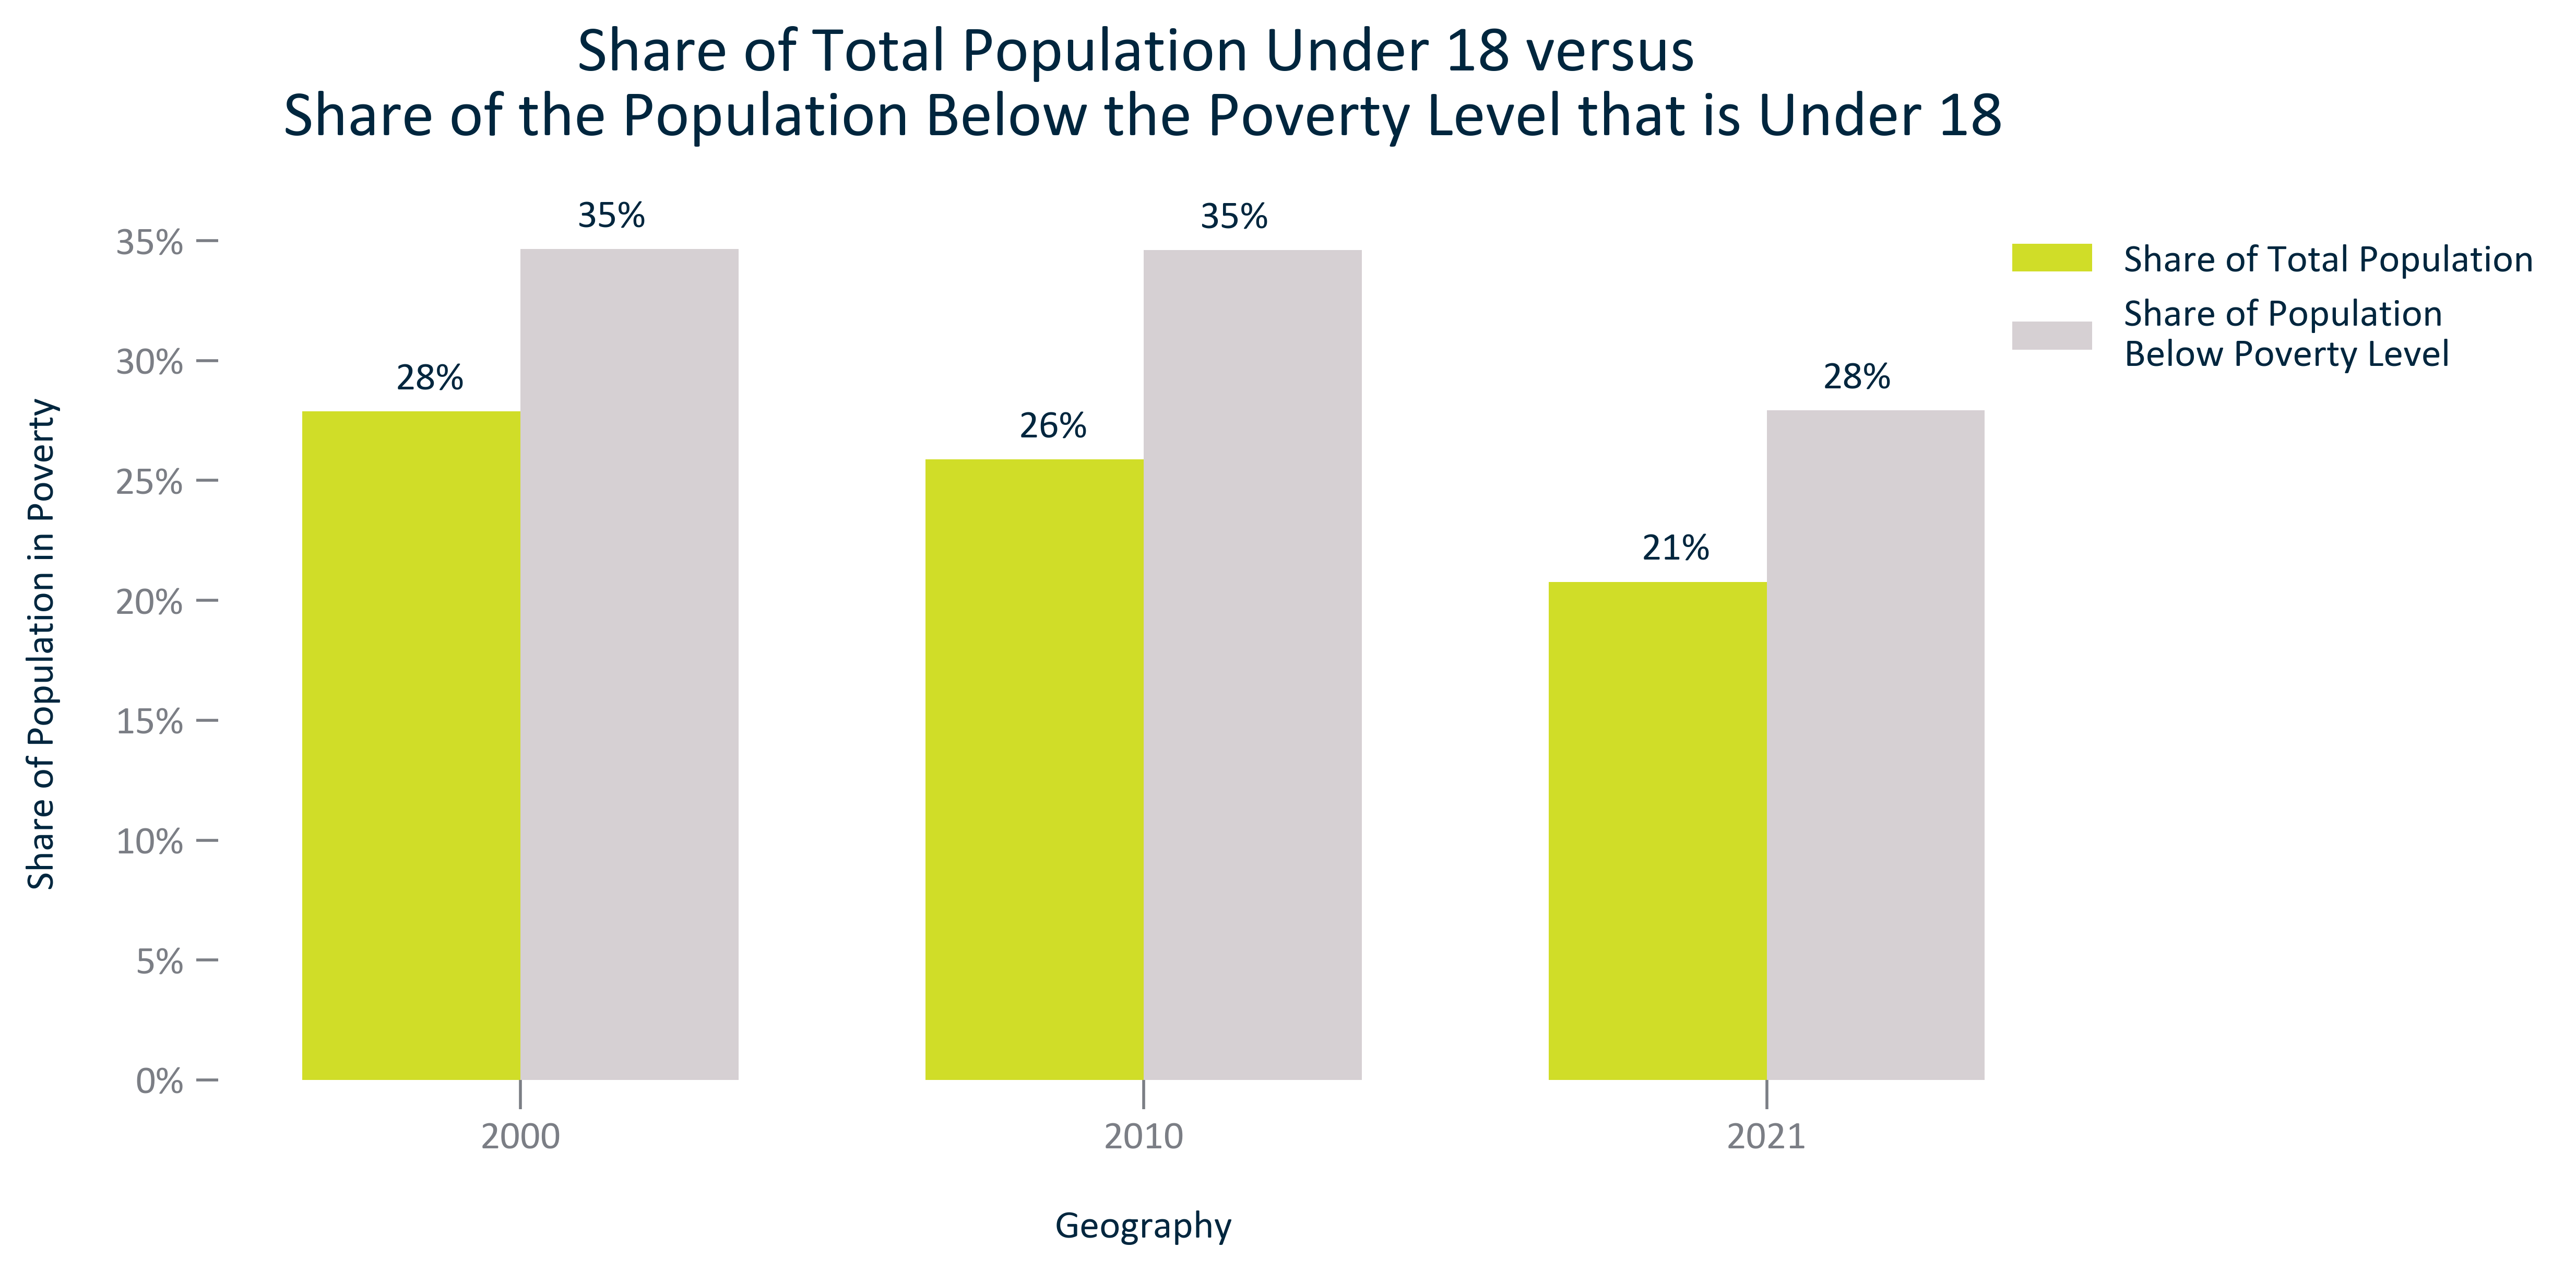 Share of Total Population Under 18 versus
Share of the Population Below the Poverty Level that is Under 18
Share of Population in Poverty
35%
30%
25%
20%
15%
10%
5%
0%
28%
35%
26%
35%
21%
28%
2000
2010
2021
Geography
Share of Total Population
Share of Population
Below Poverty Level